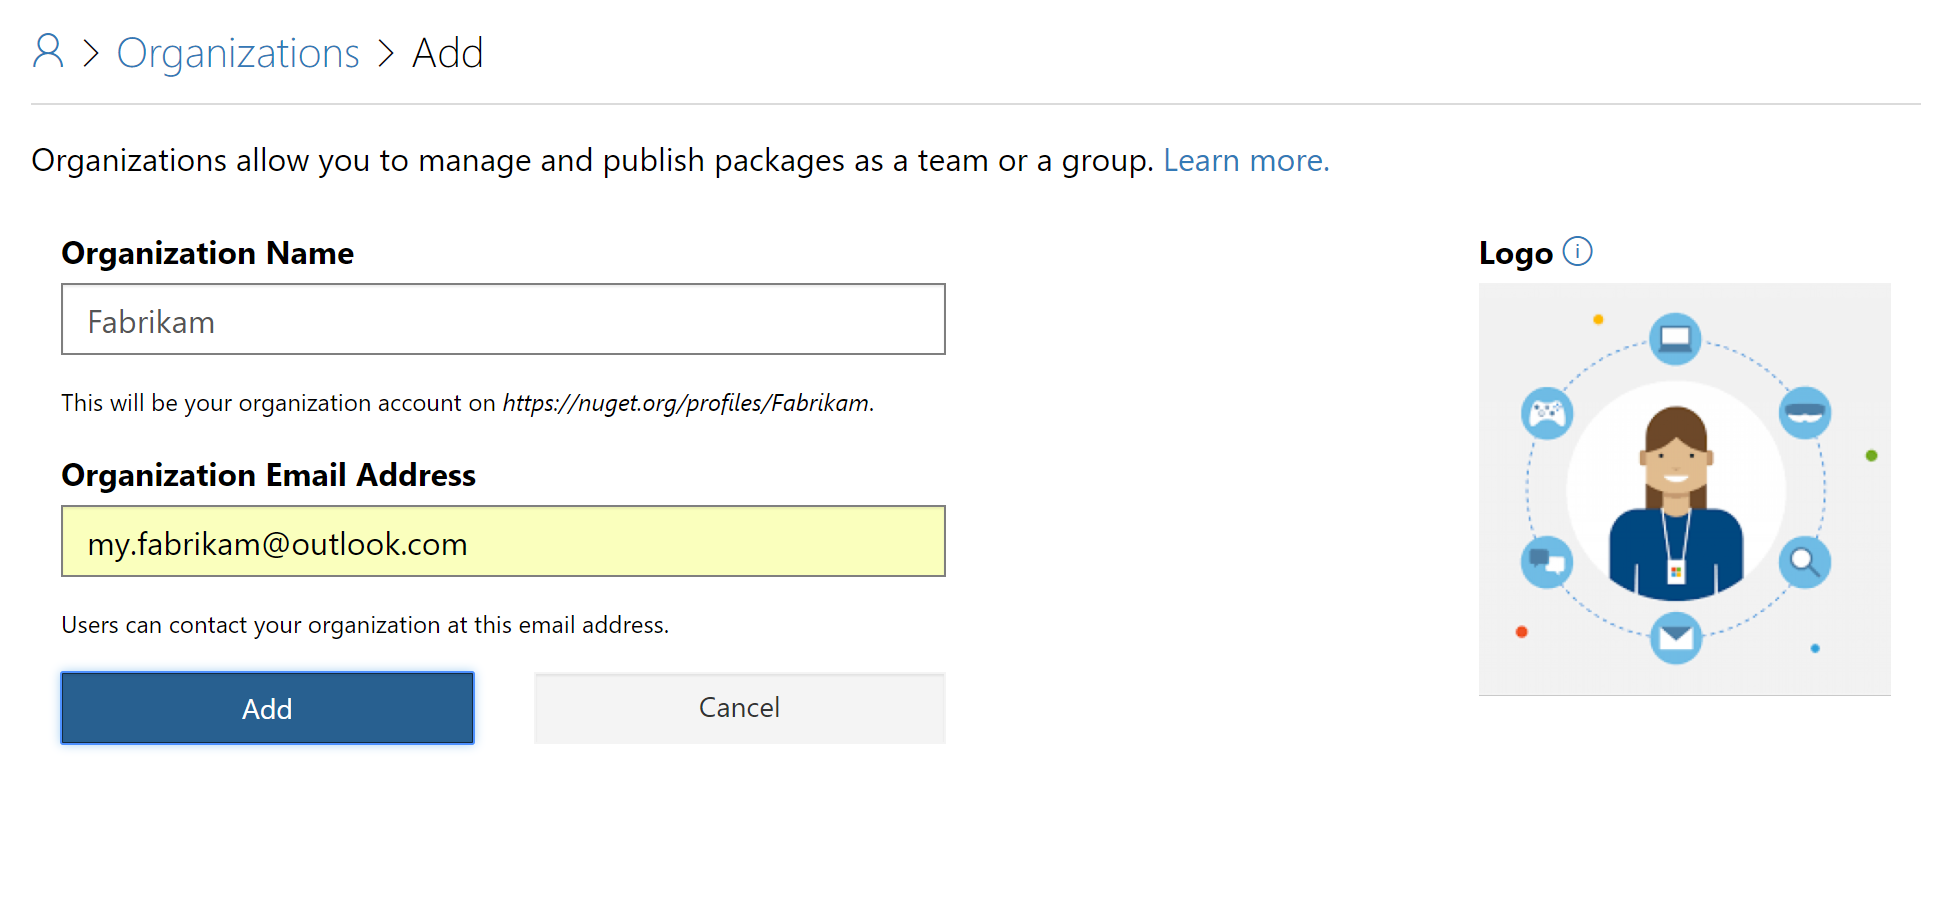 Organizations > Add
Organizations allow you to manage and publish packages as a team or a group. Learn more.
Organization Name
Logo
Fabrikam
This will be your organization account on https://nuget.org/profiles/Fabrikam.
Organization Email Address
my.fabrikam@outlook.com
Users can contact your organization at this email address.
Add
Cancel